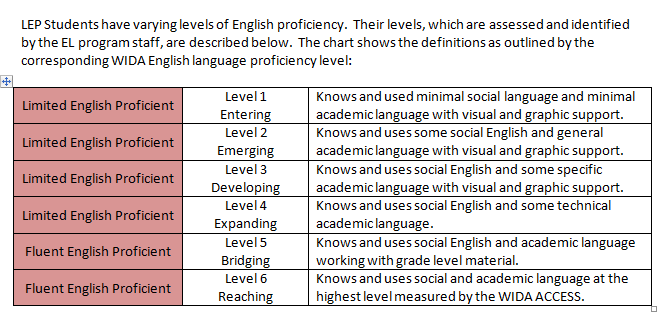 LEP Students have varying levels of English proficiency. Their levels, which are assessed and identified
by the EL program staff, are described below. The chart shows the definitions as outlined by the
corresponding WIDA English language proficiency level:
Limited English Proficient
Level 1
Entering
Knows and used minimal social language and minimal
academic language with visual and graphic support.
Limited English Proficient
Level 2
Emerging
Knows and uses some social English and general
academic language with visual and graphic support.
Limited English Proficient
Level 3
Developing
Knows and uses social English and some specific
academic language with visual and graphic support.
Limited English Proficient
Level 4
Expanding
Knows and uses social English and some technical
academic language.
Fluent English Proficient
Level 5
Bridging
Knows and uses social English and academic language
working with grade level material.
Fluent English Proficient
Level 6
Reaching
Knows and uses social and academic language at the
highest level measured by the WIDA ACCESS.